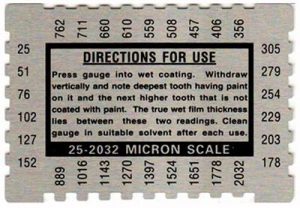 762 711 660 610 559 508 457 406 356
25 305
51 279
76 254
102 229
127 203
152 178
DIRECTIONS FOR USE
Press gauge into wet coating. Withdraw
vertically and note deepest tooth having paint
on it and the next higher tooth that is not
coated with paint. The true wet film thickness
lies between these two readings. Clean
gauge in suitable solvent after each use.
25-2032 MICRON SCALE
889 1016 1143 1270 1397 1524 1651 1778 2032